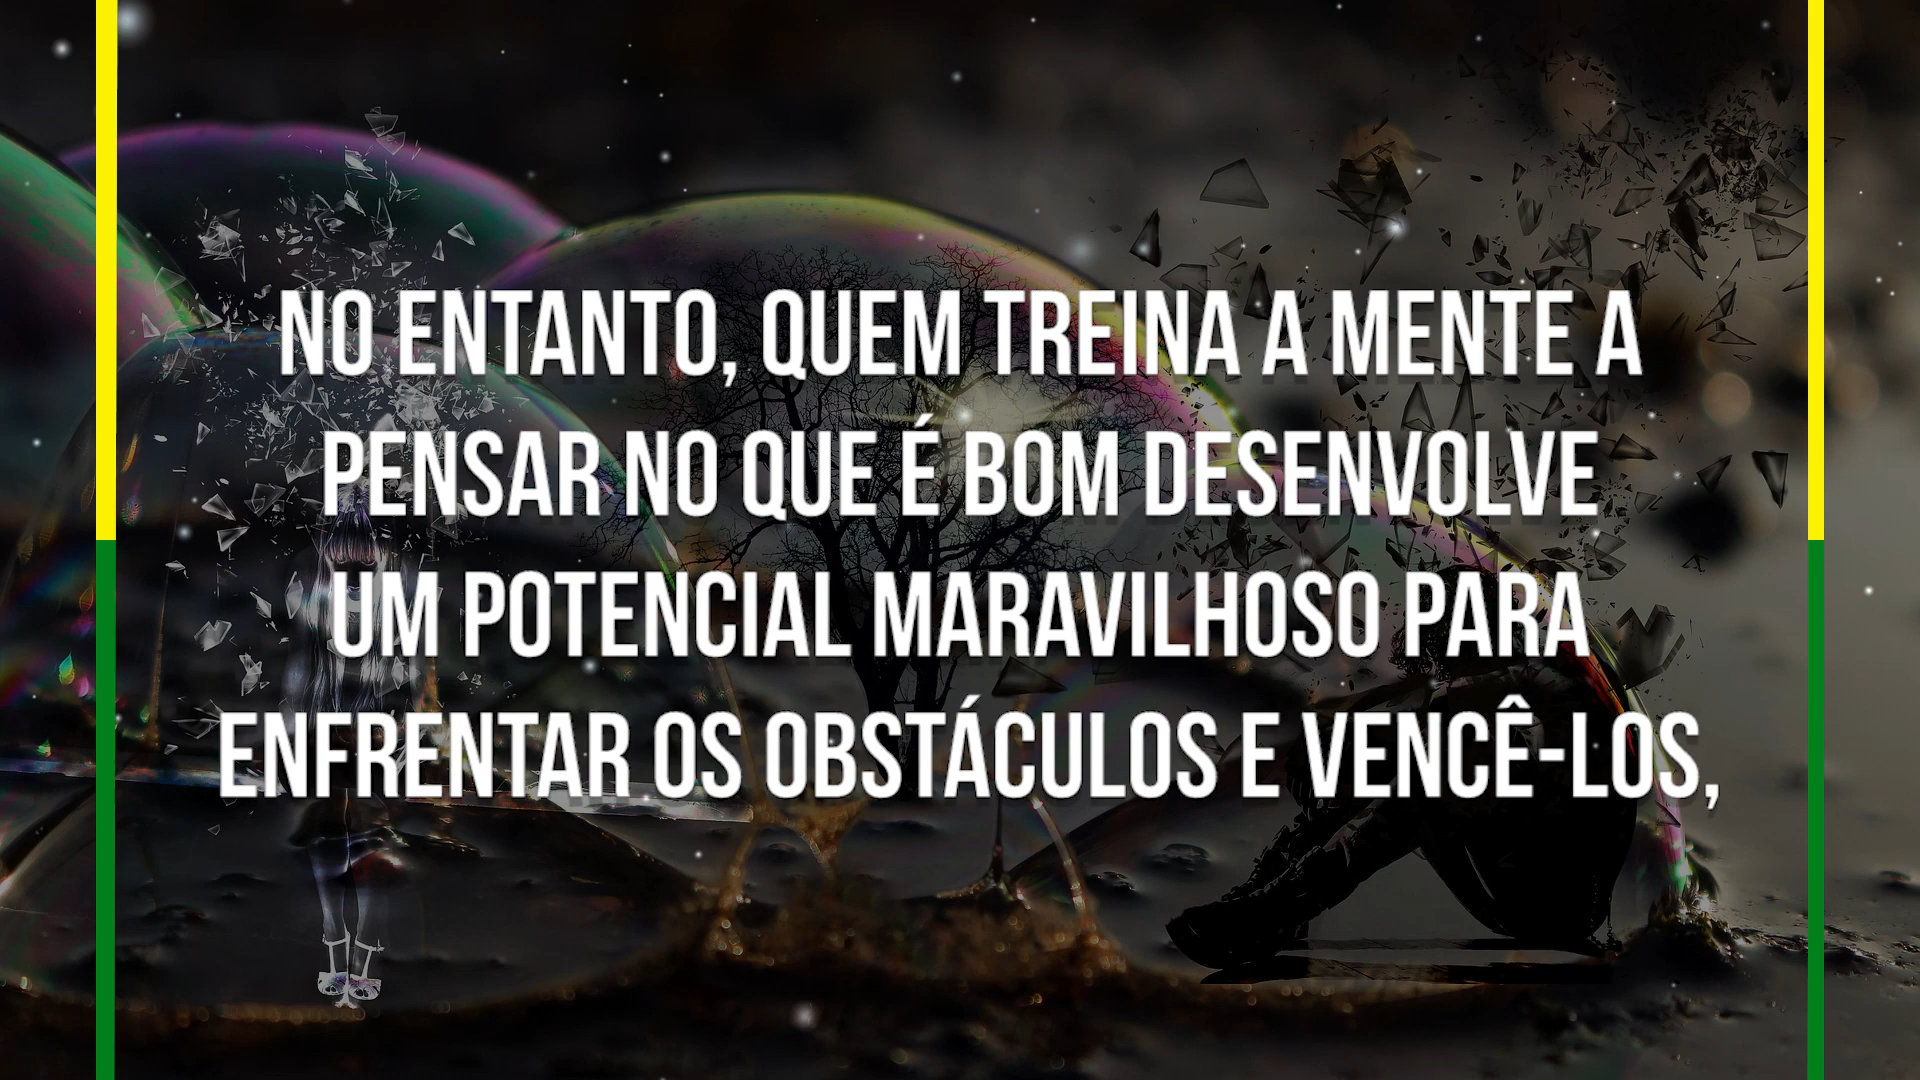 NO ENTANTO, QUEM TREINA A MENTE A
PENSAR NO QUE É BOM DESENVOLVE
UM POTENCIAL MARAVILHOSO PARA
ENFRENTAR OS OBSTÁCULOS E VENCÊ-LOS,